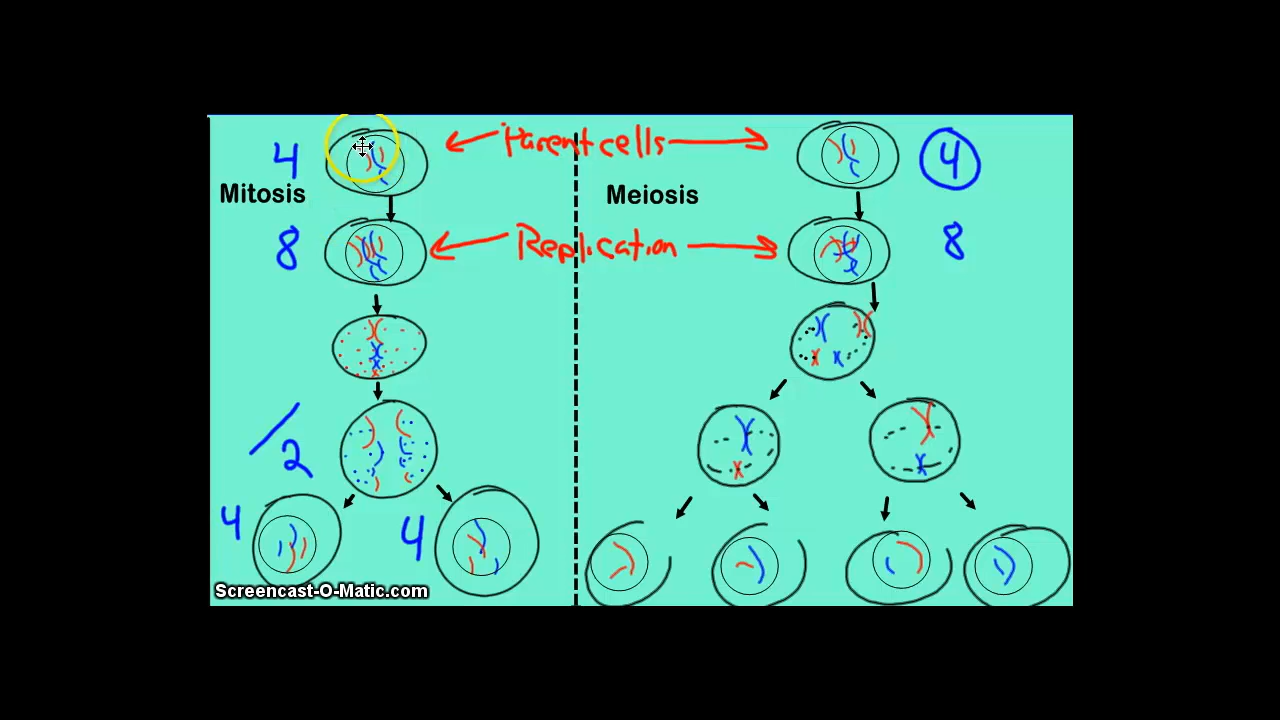 Parent cells
4
4
Mitosis
Meiosis
8
Replication
8
/2
4
4
Screencast-O-Matic.com